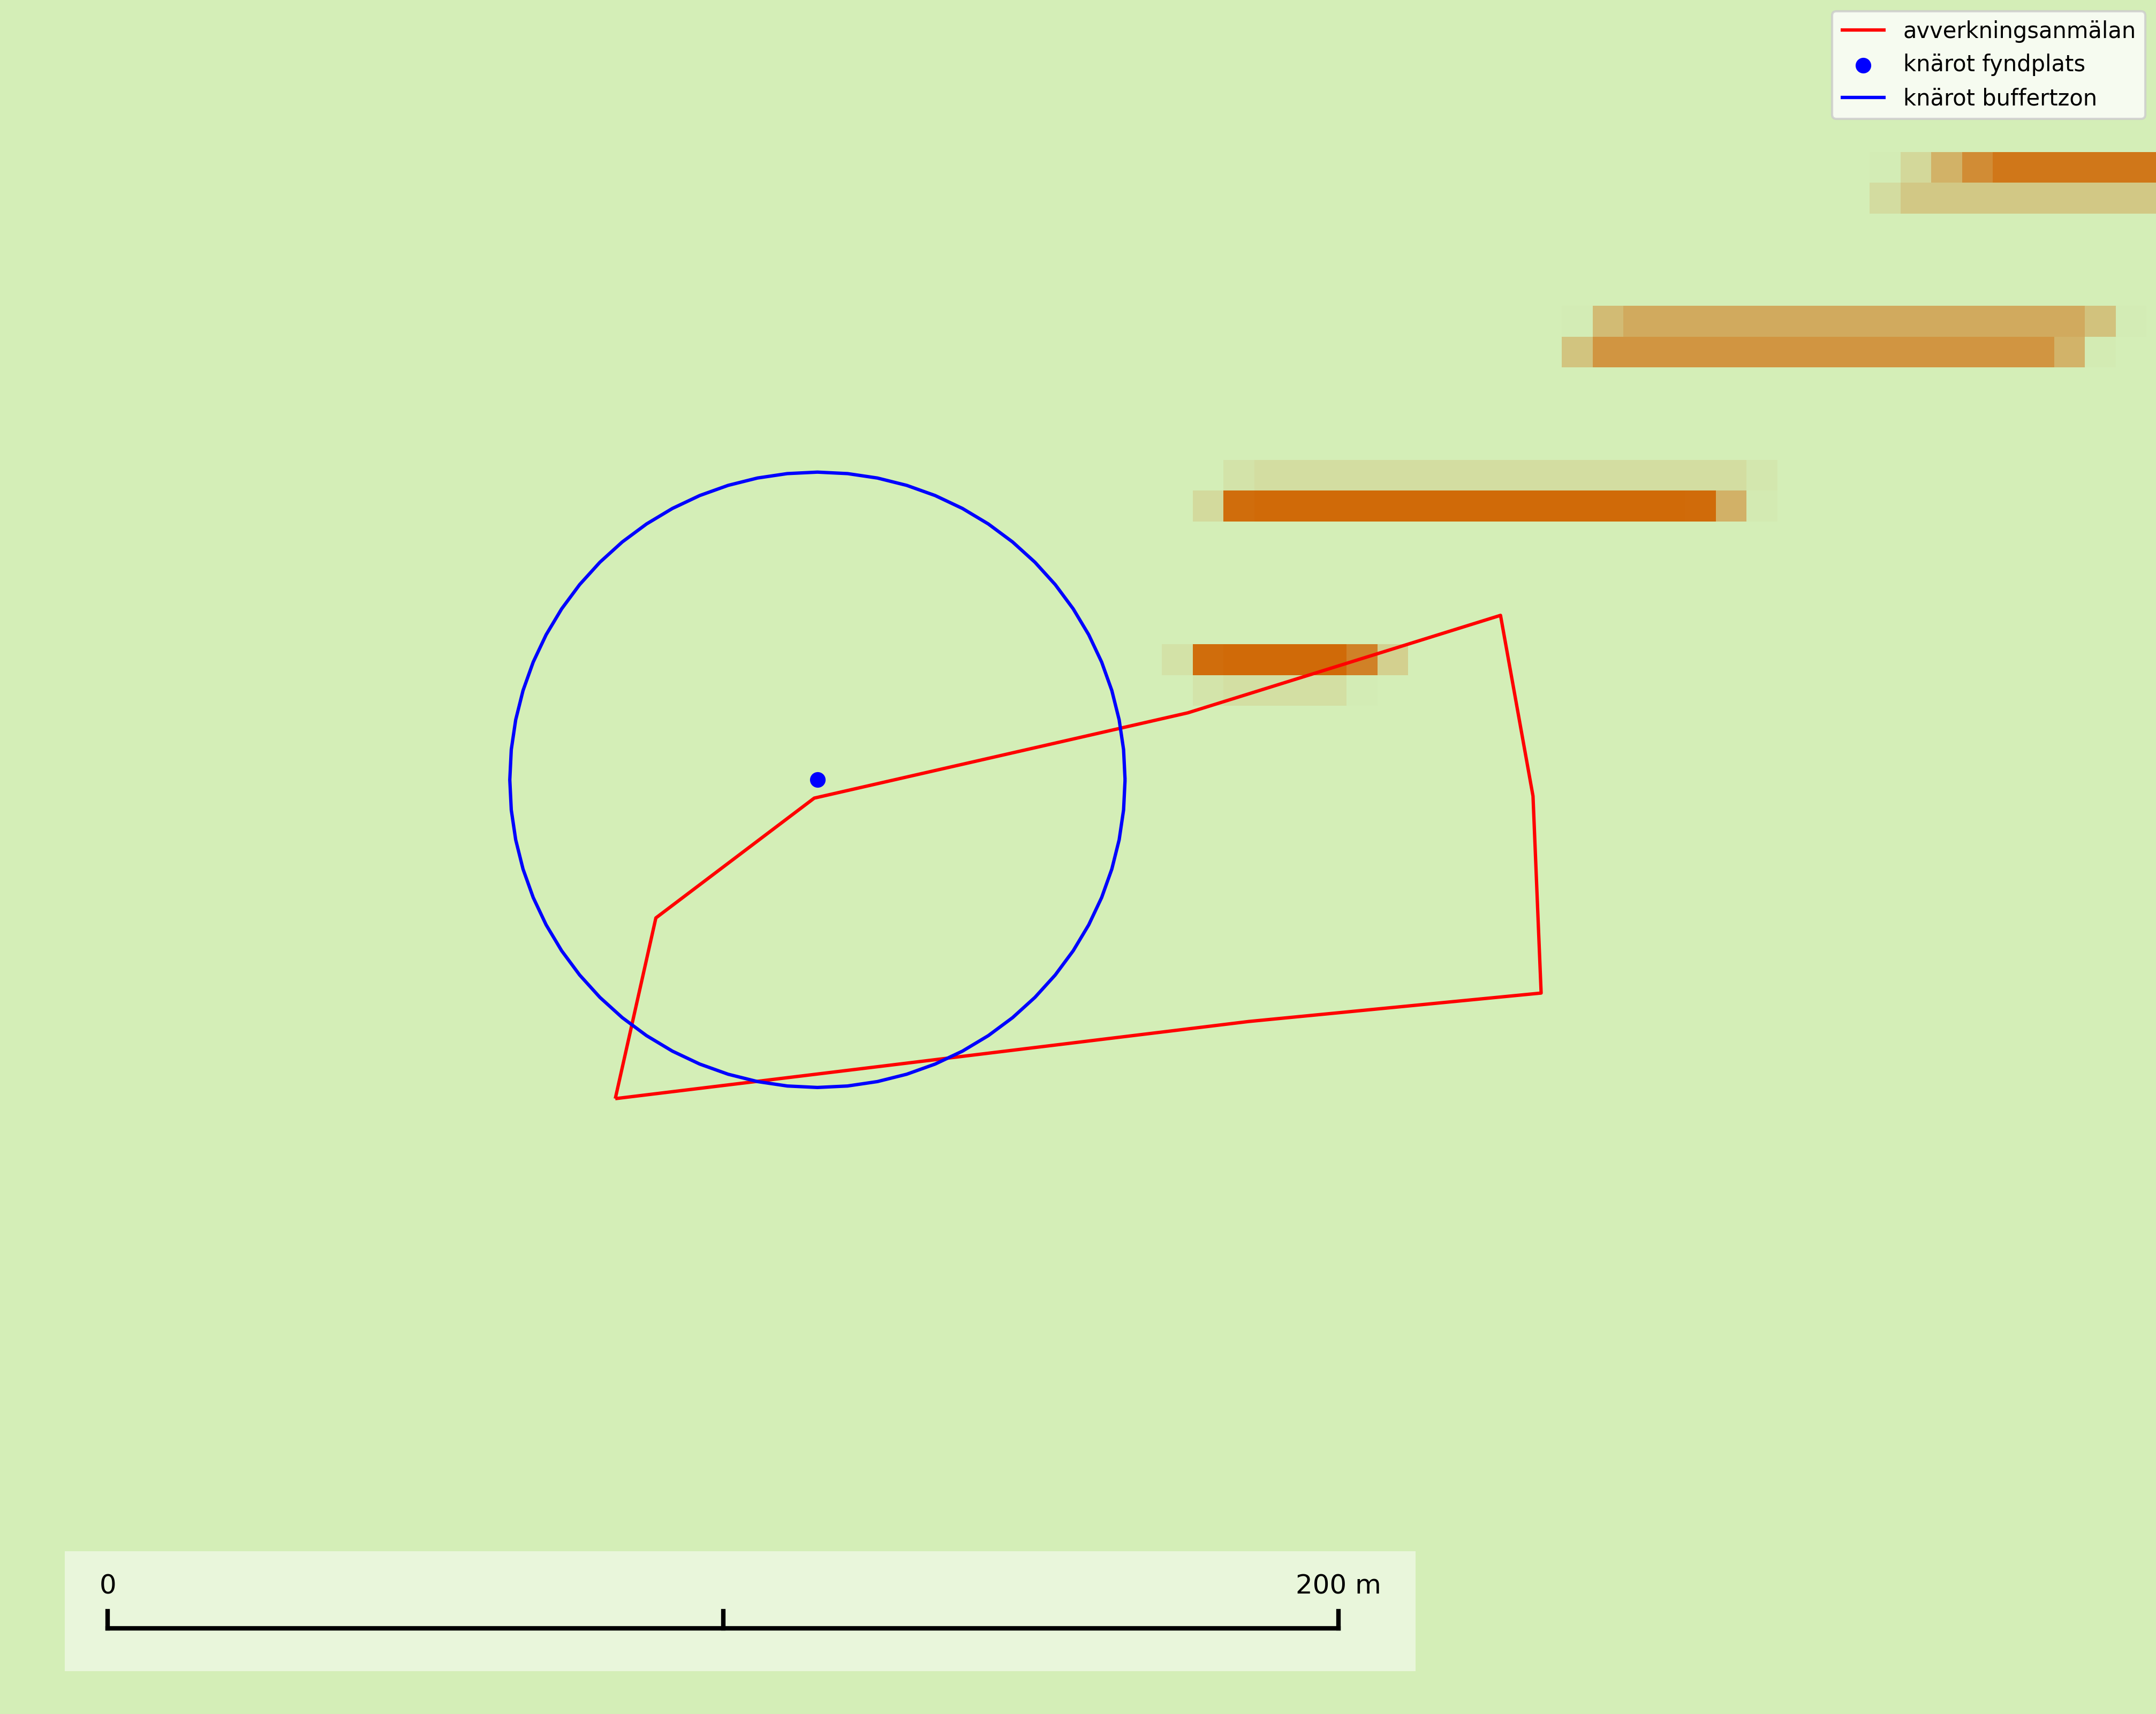 avverkningsanmälan
knärot fyndplats
knärot buffertzon
0
200 m